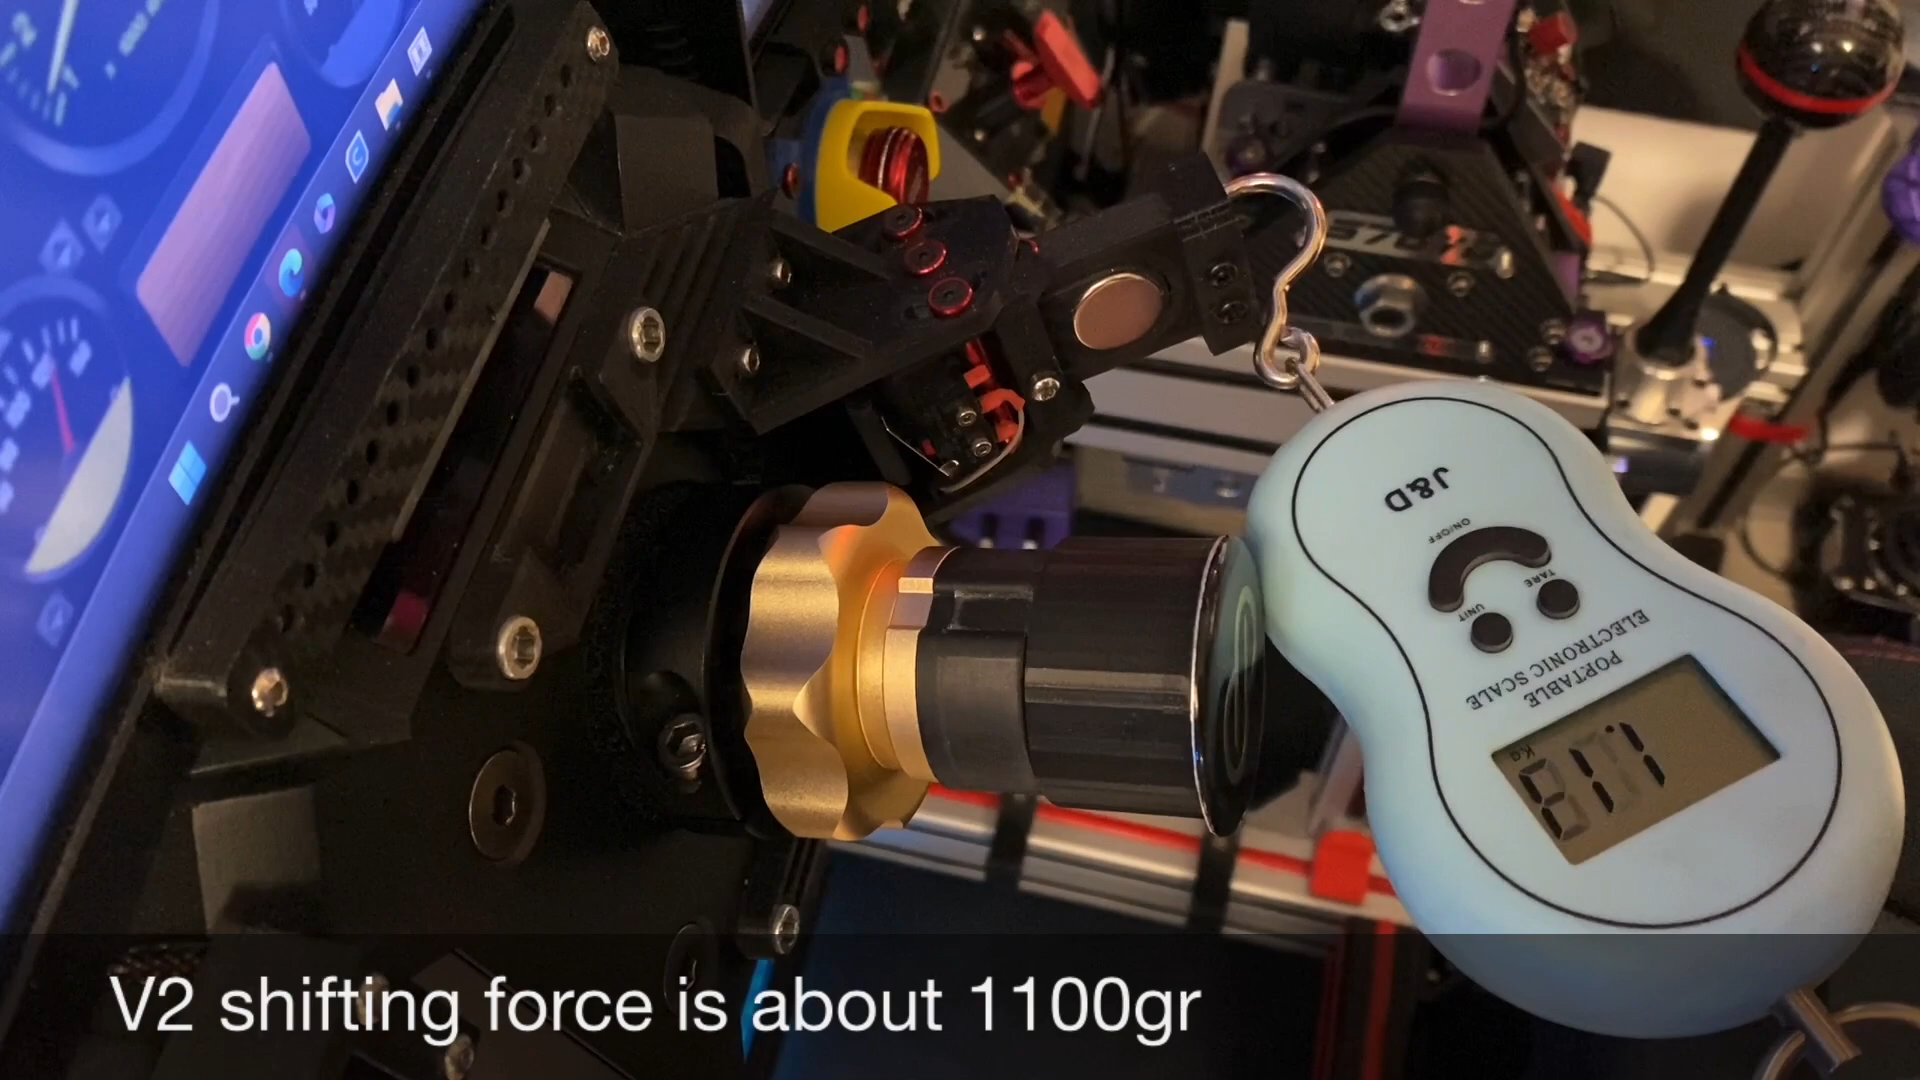 J&D
ON/OFF
TARE
UNIT
PORTABLE
ELECTRONIC SCALE
Kg
V2 shifting force is about 1100gr